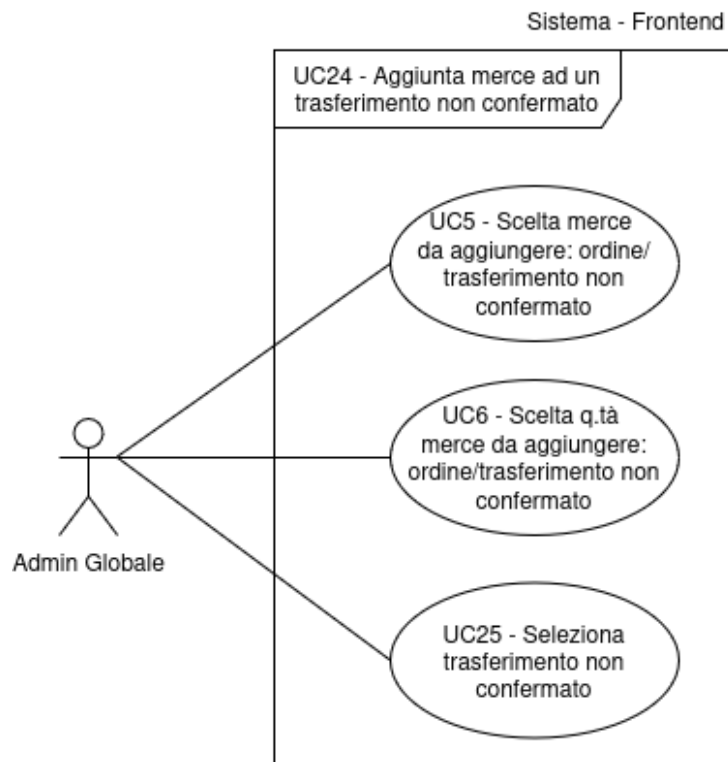 Sistema - Frontend
UC24 - Aggiunta merce ad un
trasferimento non confermato
UC5 - Scelta merce
da aggiungere: ordine/
trasferimento non
confermato
UC6 - Scelta q.tà
merce da aggiungere:
ordine/trasferimento non
confermato
Admin Globale
UC25 - Seleziona
trasferimento non
confermato